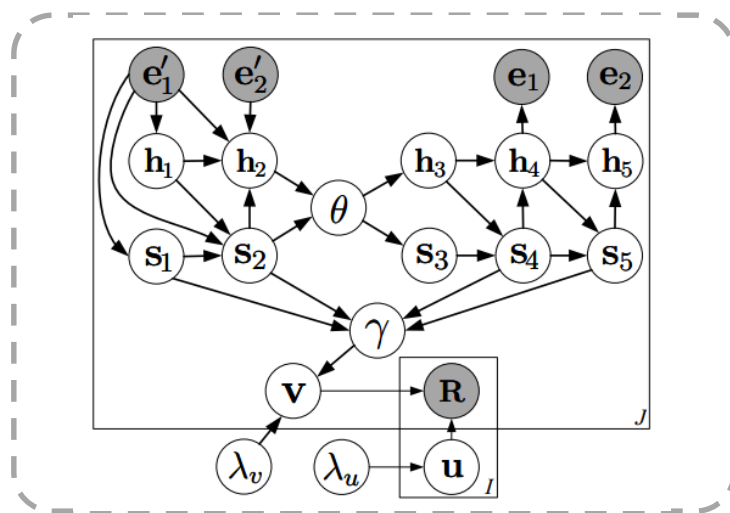 e′₁ e′₂ e₁ e₂
h₁ h₂ h₃ h₄ h₅
θ
s₁ s₂ s₃ s₄ s₅
γ
v R J
λᵥ λᵤ u I